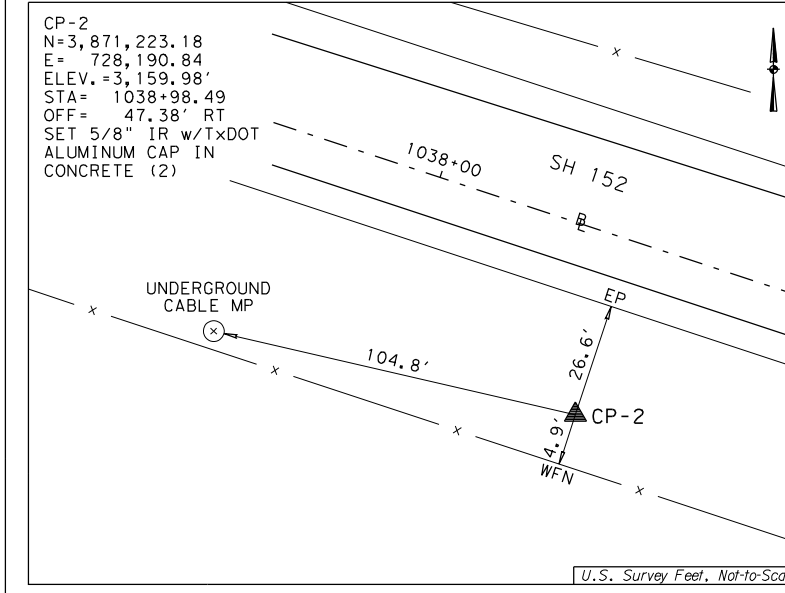 CP-2
N=3,871,223.18
E= 728,190.84
ELEV.=3,159.98'
STA= 1038+98.49
OFF= 47.38' RT
SET 5/8" IR w/TxDOT
ALUMINUM CAP IN
CONCRETE (2)
x
1038+00
SH 152
BL
UNDERGROUND
CABLE MP
x
x
EP
26.6'
104.8'
x
CP-2
4.9'
x
WFN
x
U.S. Survey Feet, Not-to-Sca